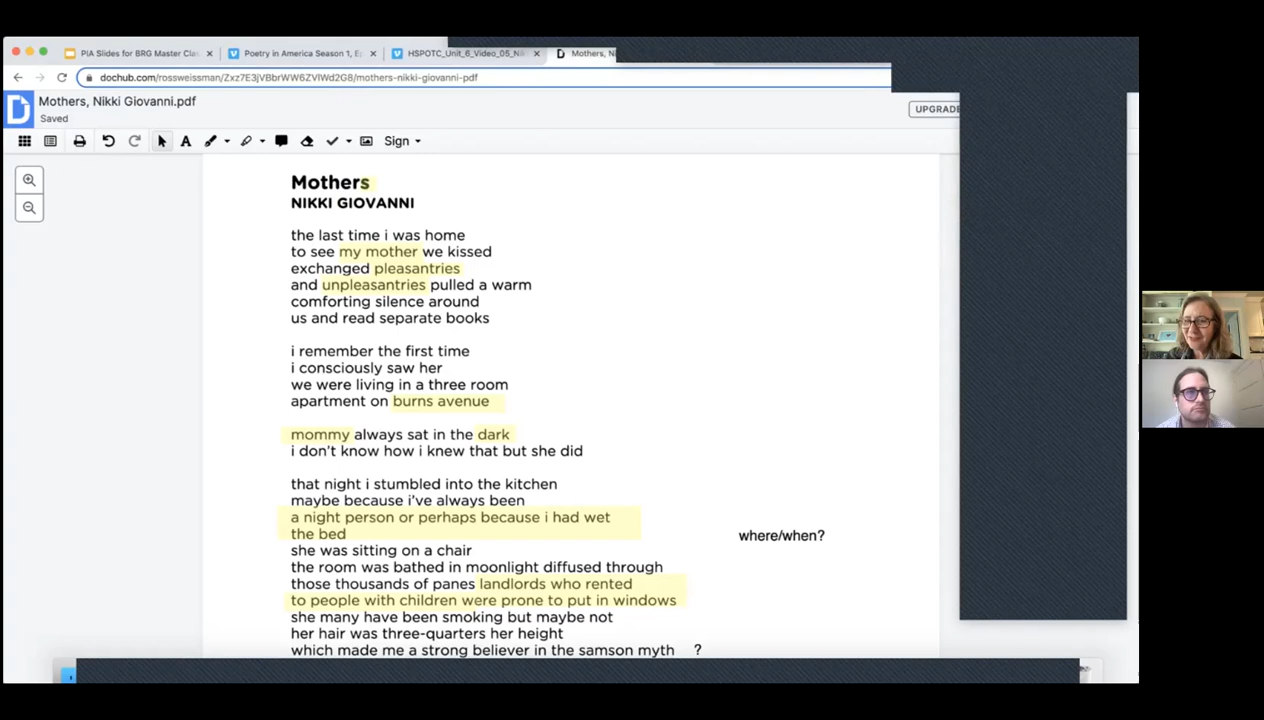 PIA Slides for BRG Master Clas
Poetry in America Season 1, E
HSPOTC_Unit_6_Video_05_Ni
Mothers, Ni
dochub.com/rossweissman/Zxz7E3jVBbrWW6ZVlWd2G8/mothers-nikki-giovanni-pdf
Mothers, Nikki Giovanni.pdf
Saved
UPGRADE
A
Sign
Mothers
NIKKI GIOVANNI
the last time i was home
to see my mother we kissed
exchanged pleasantries
and unpleasantries pulled a warm
comforting silence around
us and read separate books
i remember the first time
i consciously saw her
we were living in a three room
apartment on burns avenue
mommy always sat in the dark
i don't know how i knew that but she did
that night i stumbled into the kitchen
maybe because i've always been
a night person or perhaps because i had wet
the bed
where/when?
she was sitting on a chair
the room was bathed in moonlight diffused through
those thousands of panes landlords who rented
to people with children were prone to put in windows
she many have been smoking but maybe not
her hair was three-quarters her height
which made me a strong believer in the samson myth ?